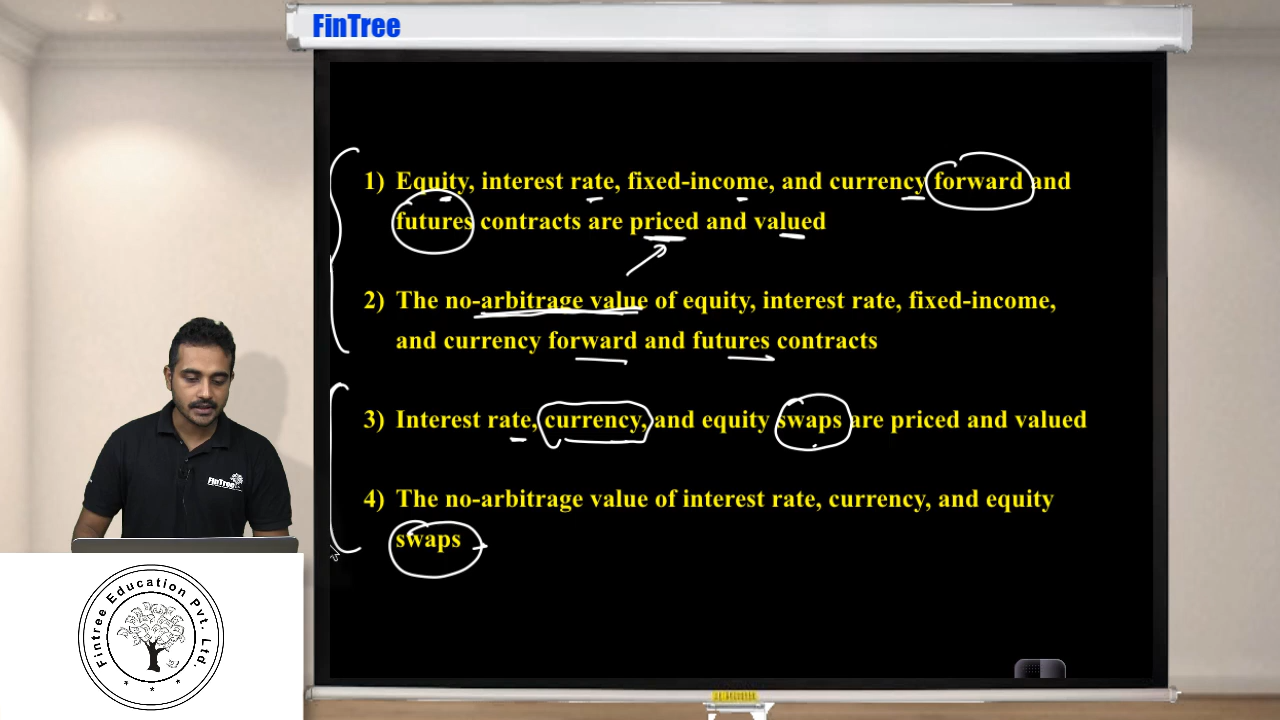 FinTree
1) Equity, interest rate, fixed-income, and currency forward and
futures contracts are priced and valued
2) The no-arbitrage value of equity, interest rate, fixed-income,
and currency forward and futures contracts
3) Interest rate, currency, and equity swaps are priced and valued
4) The no-arbitrage value of interest rate, currency, and equity
swaps
FinTree
Fintree Education Pvt. Ltd.